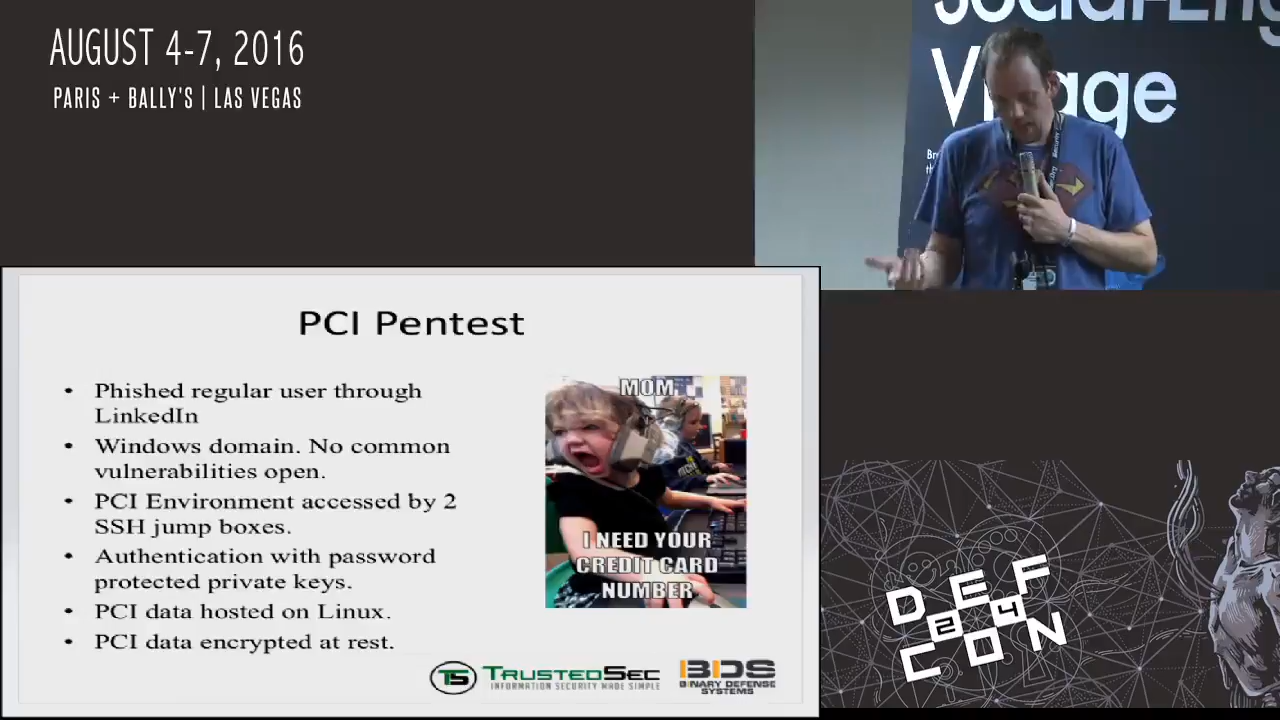 AUGUST 4-7, 2016
PARIS + BALLY'S | LAS VEGAS
Village
PCI Pentest
• Phished regular user through
LinkedIn
• Windows domain. No common
vulnerabilities open.
• PCI Environment accessed by 2
SSH jump boxes.
• Authentication with password
protected private keys.
• PCI data hosted on Linux.
• PCI data encrypted at rest.
MOM,
I NEED YOUR
CREDIT CARD
NUMBER
TS TRUSTEDSEC
INFORMATION SECURITY MADE SIMPLE
BDS
BINARY DEFENSE
SYSTEMS
DEF
24
CON